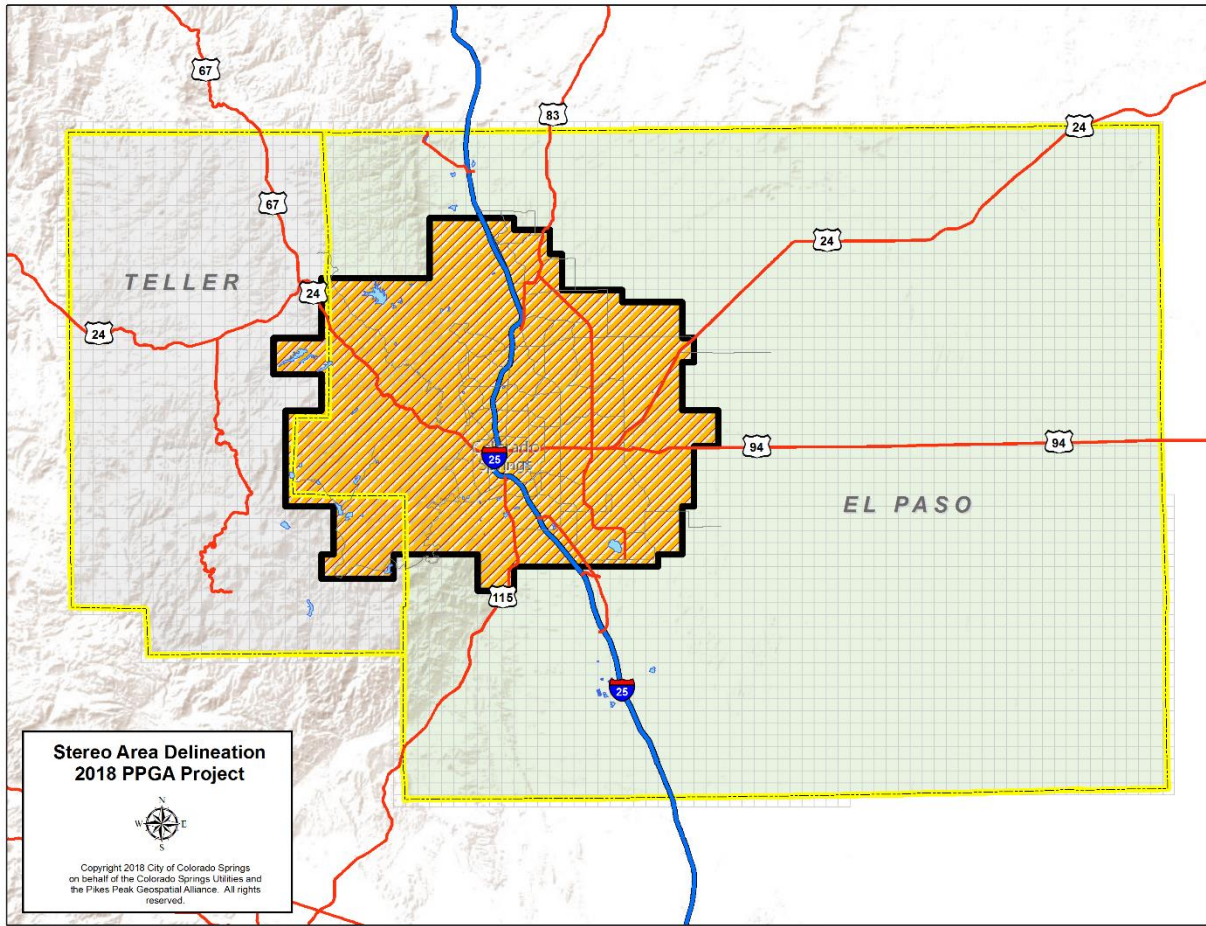 67
83
24
67
24
TELLER
24
24
Colorado
Springs
25
94
94
EL PASO
115
25
Stereo Area Delineation
2018 PPGA Project
N
W E
S
Copyright 2018 City of Colorado Springs
on behalf of the Colorado Springs Utilities and
the Pikes Peak Geospatial Alliance. All rights
reserved.